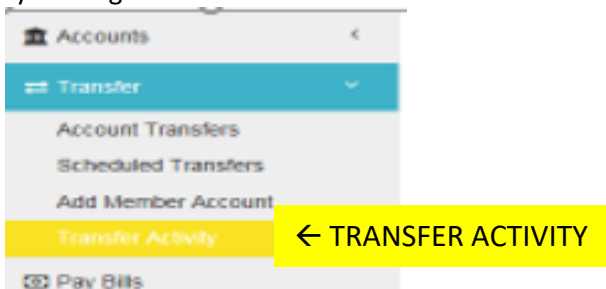 Accounts
Transfer
Account Transfers
Scheduled Transfers
Add Member Account
Transfer Activity ← TRANSFER ACTIVITY
Pay Bills